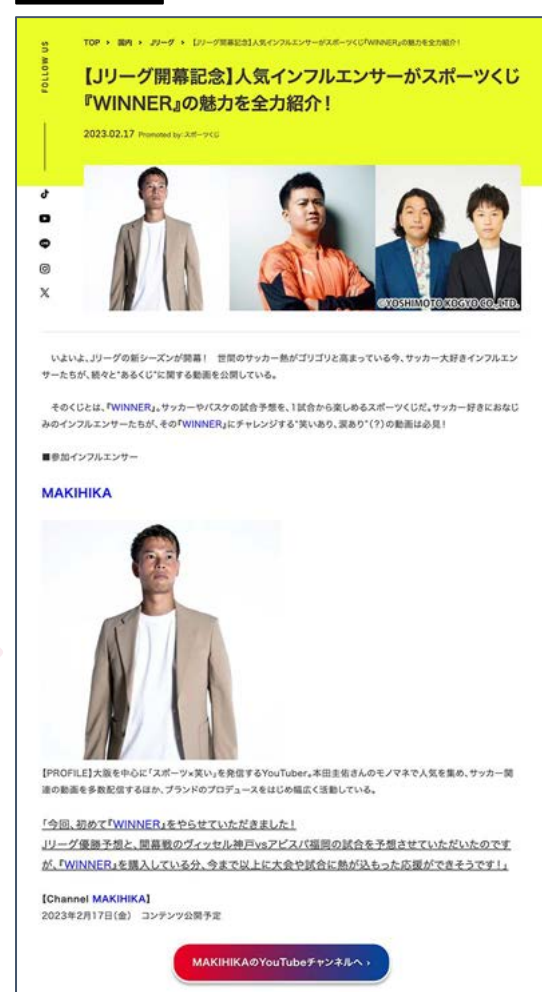 FOLLOW US
TOP › 国内 › Jリーグ › 【Jリーグ開幕記念】人気インフルエンサーがスポーツくじ『WINNER』の魅力を全力紹介！
【Jリーグ開幕記念】人気インフルエンサーがスポーツくじ
『WINNER』の魅力を全力紹介！
2023.02.17 Promoted by: スポーツくじ
©YOSHIMOTO KOGYO CO.,LTD.
いよいよ、Jリーグの新シーズンが開幕！ 世間のサッカー熱がゴリゴリと高まっている今、サッカー大好きインフルエン
サーたちが、続々と“あるくじ”に関する動画を公開している。
そのくじとは、『WINNER』。サッカーやバスケの試合予想を、1試合から楽しめるスポーツくじだ。サッカー好きにおなじ
みのインフルエンサーたちが、その『WINNER』にチャレンジする“笑いあり、涙あり”（？）の動画は必見！
■参加インフルエンサー
MAKIHIKA
【PROFILE】大阪を中心に「スポーツ×笑い」を発信するYouTuber。本田圭佑さんのモノマネで人気を集め、サッカー関
連の動画を多数配信するほか、ブランドのプロデュースをはじめ幅広く活動している。
「今回、初めて『WINNER』をやらせていただきました！
Jリーグ優勝予想と、開幕戦のヴィッセル神戸vsアビスパ福岡の試合を予想させていただいたのです
が、『WINNER』を購入している分、今まで以上に大会や試合に熱が込もった応援ができそうです！」
【Channel MAKIHIKA】
2023年2月17日（金） コンテンツ公開予定
MAKIHIKAのYouTubeチャンネルへ ›